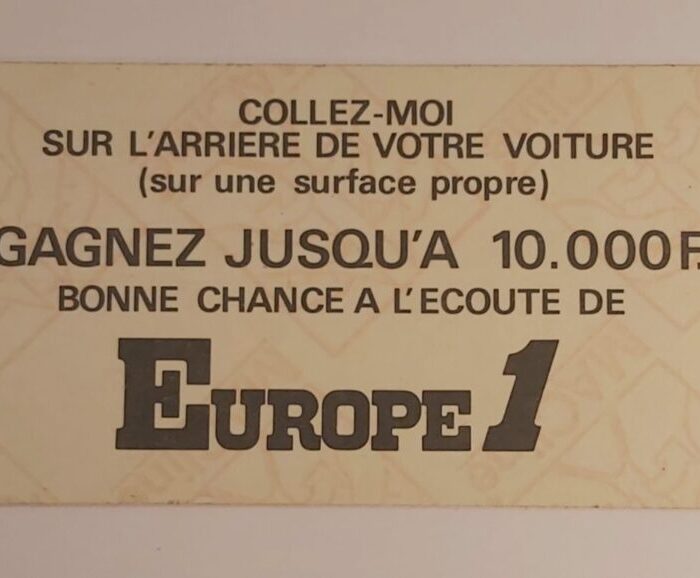 COLLEZ-MOI
SUR L'ARRIERE DE VOTRE VOITURE
(sur une surface propre)
GAGNEZ JUSQU'A 10.000F.
BONNE CHANCE A L'ECOUTE DE
EUROPE 1